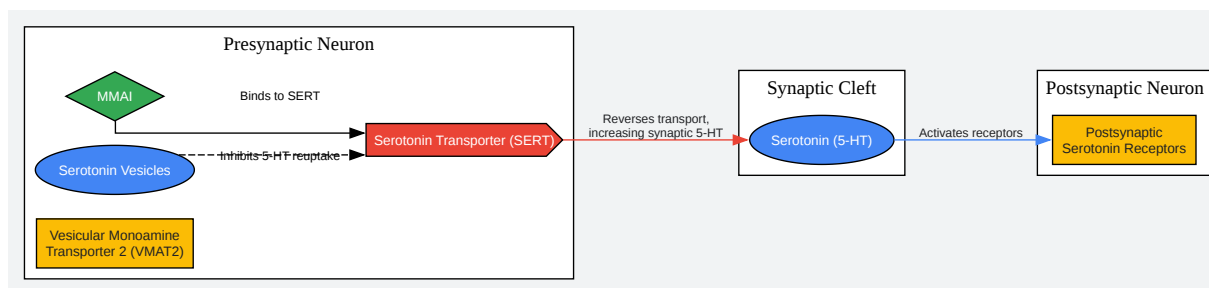 Presynaptic Neuron
MMAI
Binds to SERT
Serotonin Transporter (SERT)
Inhibits 5-HT reuptake
Serotonin Vesicles
Vesicular Monoamine
Transporter 2 (VMAT2)
Reverses transport,
increasing synaptic 5-HT
Synaptic Cleft
Serotonin (5-HT)
Activates receptors
Postsynaptic Neuron
Postsynaptic
Serotonin Receptors